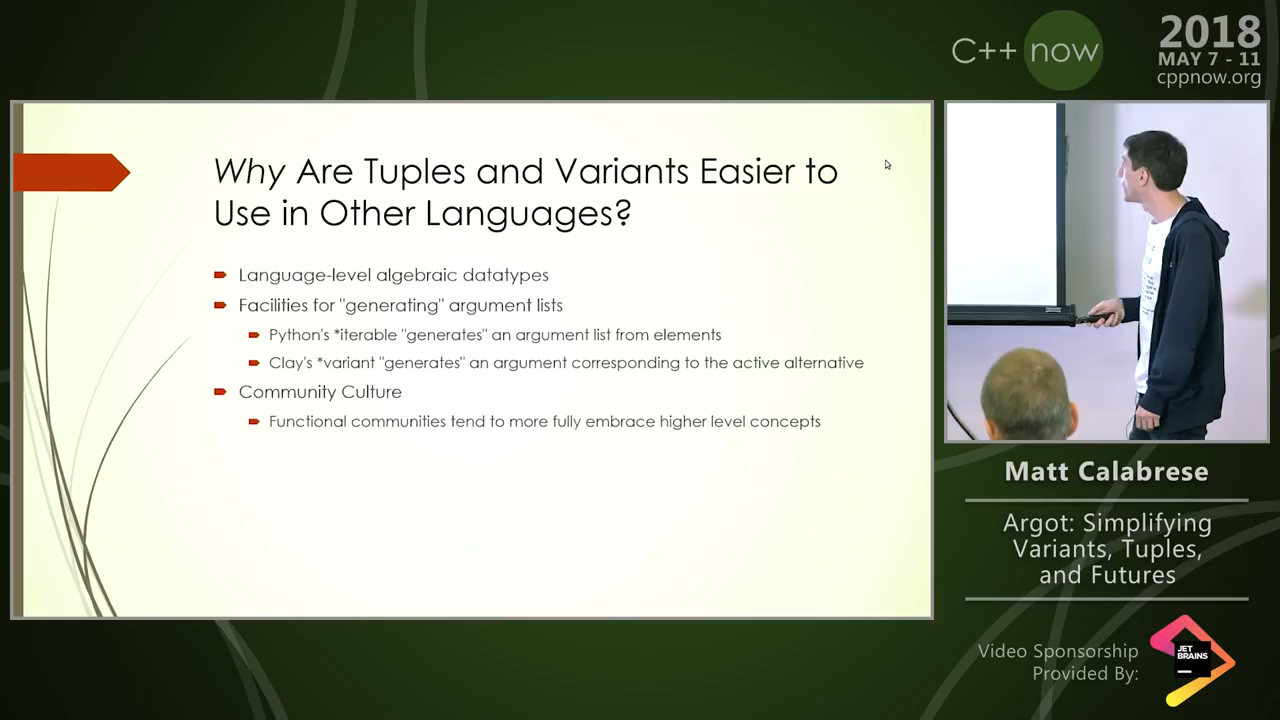 C++ now
2018
MAY 7 - 11
cppnow.org
Why Are Tuples and Variants Easier to
Use in Other Languages?
Language-level algebraic datatypes
Facilities for "generating" argument lists
Python's *iterable "generates" an argument list from elements
Clay's *variant "generates" an argument corresponding to the active alternative
Community Culture
Functional communities tend to more fully embrace higher level concepts
Matt Calabrese
Argot: Simplifying
Variants, Tuples,
and Futures
Video Sponsorship
Provided By:
JET
BRAINS